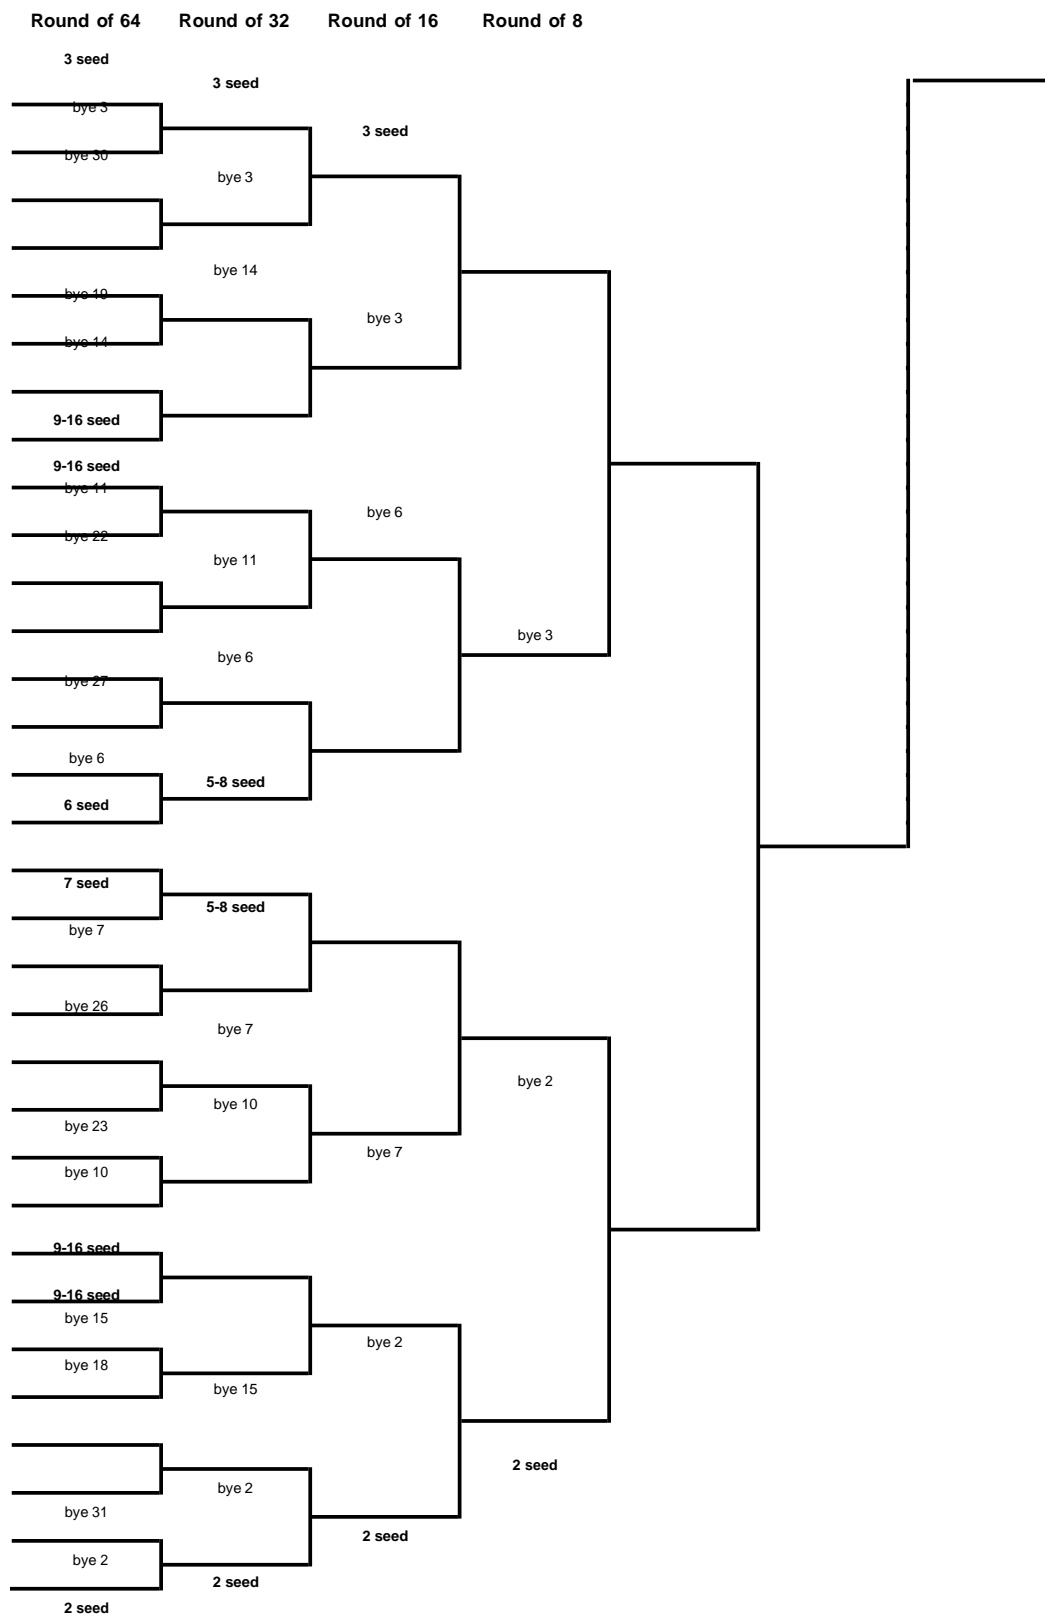 Round of 64 Round of 32 Round of 16 Round of 8
3 seed
3 seed
bye 3
3 seed
bye 30
bye 3
bye 14
bye 19
bye 3
bye 14
9-16 seed
9-16 seed
bye 11
bye 6
bye 22
bye 11
bye 3
bye 6
bye 27
bye 6
5-8 seed
6 seed
7 seed
5-8 seed
bye 7
bye 26
bye 7
bye 2
bye 10
bye 23
bye 7
bye 10
9-16 seed
9-16 seed
bye 15
bye 2
bye 18
bye 15
2 seed
bye 2
bye 31
2 seed
bye 2
2 seed
2 seed